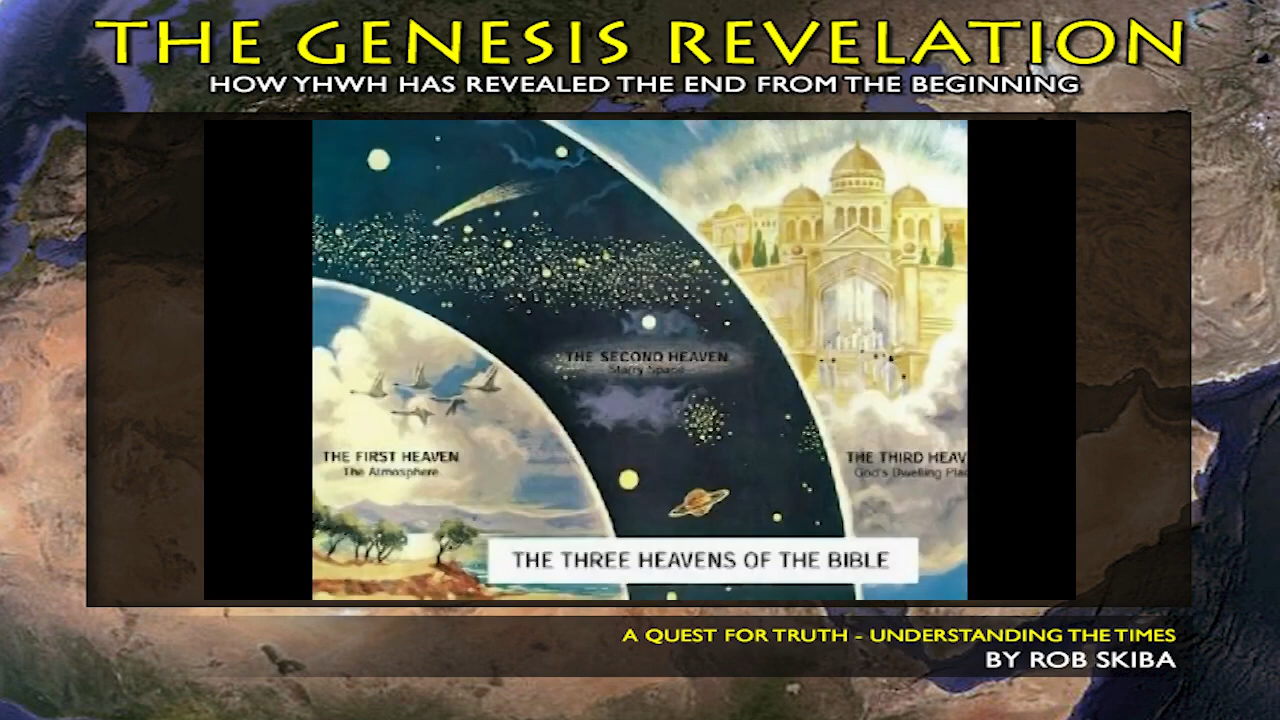 THE GENESIS REVELATION
HOW YHWH HAS REVEALED THE END FROM THE BEGINNING
THE SECOND HEAVEN
Starry Space
THE FIRST HEAVEN
The Atmosphere
THE THIRD HEAV
God's Dwelling Plac
THE THREE HEAVENS OF THE BIBLE
A QUEST FOR TRUTH - UNDERSTANDING THE TIMES
BY ROB SKIBA